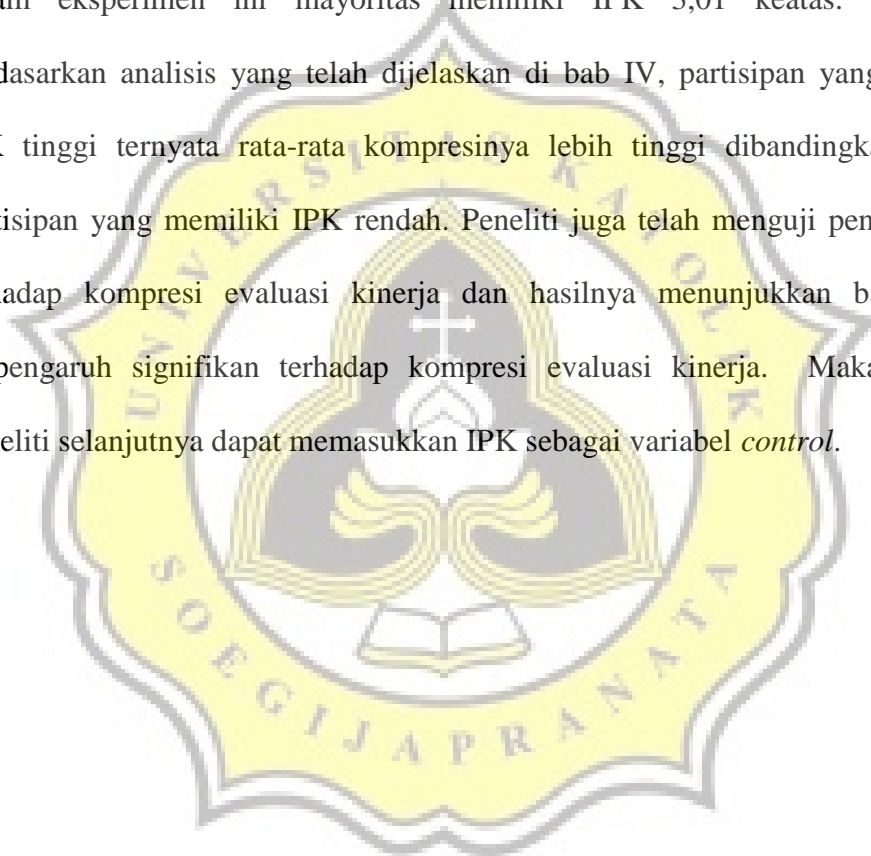 eksperimen ini mayoritas memiliki IPK 3,01 keatas.
dasarkan analisis yang telah dijelaskan di bab IV, partisipan yang
K tinggi ternyata rata-rata kompresinya lebih tinggi dibandingka
tisipan yang memiliki IPK rendah. Peneliti juga telah menguji pen
adap kompresi evaluasi kinerja dan hasilnya menunjukkan ba
pengaruh signifikan terhadap kompresi evaluasi kinerja. Maka
eliti selanjutnya dapat memasukkan IPK sebagai variabel control.
UNIVERSITAS KATOLIK
SOEGIJAPRANATA